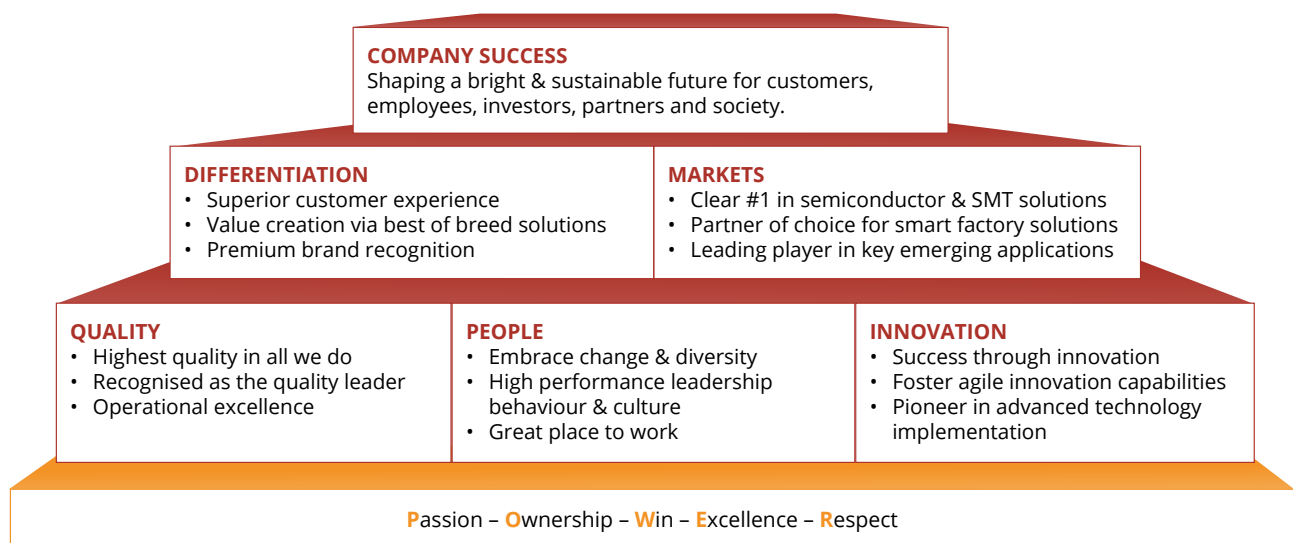 COMPANY SUCCESS
Shaping a bright & sustainable future for customers,
employees, investors, partners and society.
DIFFERENTIATION
• Superior customer experience
• Value creation via best of breed solutions
• Premium brand recognition
MARKETS
• Clear #1 in semiconductor & SMT solutions
• Partner of choice for smart factory solutions
• Leading player in key emerging applications
QUALITY
• Highest quality in all we do
• Recognised as the quality leader
• Operational excellence
PEOPLE
• Embrace change & diversity
• High performance leadership
behaviour & culture
• Great place to work
INNOVATION
• Success through innovation
• Foster agile innovation capabilities
• Pioneer in advanced technology
implementation
Passion – Ownership – Win – Excellence – Respect